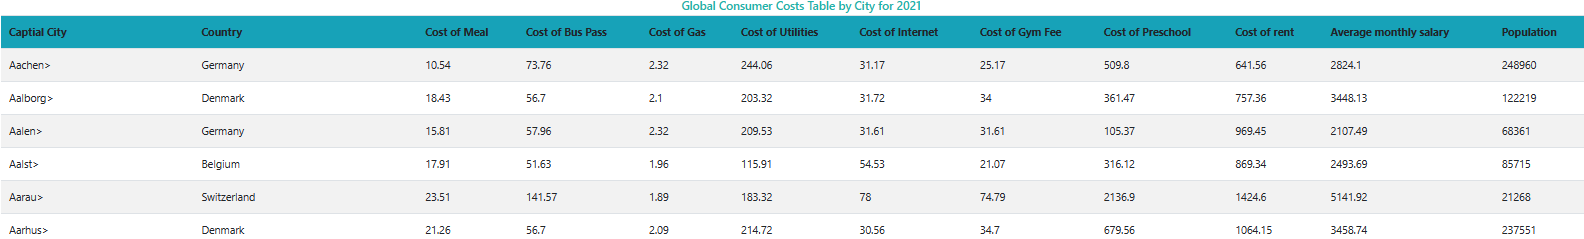 Global Consumer Costs Table by City for 2021
Captial City Country Cost of Meal Cost of Bus Pass Cost of Gas Cost of Utilities Cost of Internet Cost of Gym Fee Cost of Preschool Cost of rent Average monthly salary Population
Aachen> Germany 10.54 73.76 2.32 244.06 31.17 25.17 509.8 641.56 2824.1 248960
Aalborg> Denmark 18.43 56.7 2.1 203.32 31.72 34 361.47 757.36 3448.13 122219
Aalen> Germany 15.81 57.96 2.32 209.53 31.61 31.61 105.37 969.45 2107.49 68361
Aalst> Belgium 17.91 51.63 1.96 115.91 54.53 21.07 316.12 869.34 2493.69 85715
Aarau> Switzerland 23.51 141.57 1.89 183.32 78 74.79 2136.9 1424.6 5141.92 21268
Aarhus> Denmark 21.26 56.7 2.09 214.72 30.56 34.7 679.56 1064.15 3458.74 237551